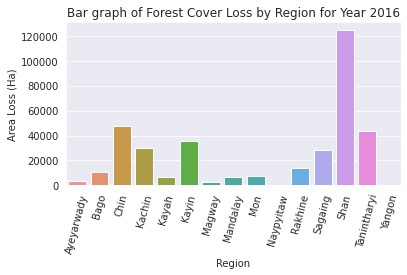 Bar graph of Forest Cover Loss by Region for Year 2016
Area Loss (Ha)
120000
100000
80000
60000
40000
20000
0
Ayeyarwady
Bago
Chin
Kachin
Kayah
Kayin
Magway
Mandalay
Mon
Naypyitaw
Rakhine
Sagaing
Shan
Tanintharyi
Yangon
Region